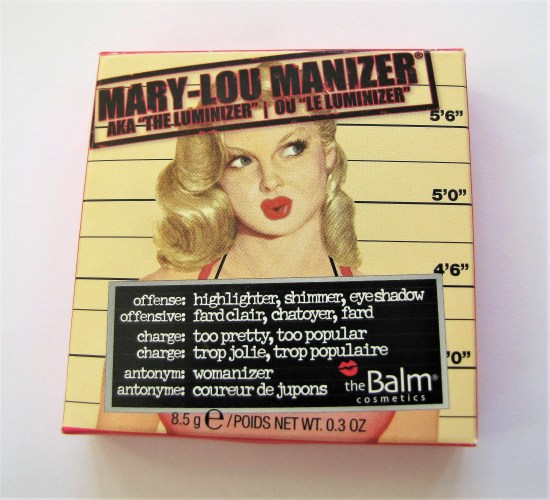 MARY-LOU MANIZER®
AKA "THE LUMINIZER" | OU "LE LUMINIZER"
5'6"
5'0"
4'6"
'0"
offense: highlighter, shimmer, eyeshadow
offensive: fard clair, chatoyer, fard
charge: too pretty, too popular
charge: trop jolie, trop populaire
antonym: womanizer
antonyme: coureur de jupons
theBalm®
cosmetics
8.5 g ℮ /POIDS NET WT. 0.3 OZ